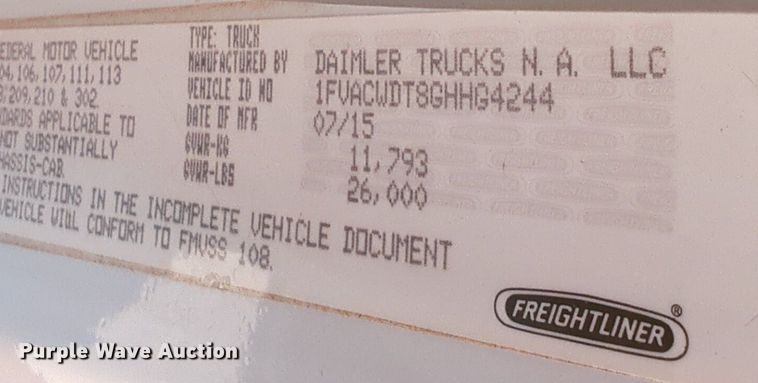 TYPE: TRUCK
EDERAL MOTOR VEHICLE
MANUFACTURED BY DAIMLER TRUCKS N. A. LLC
04, 106, 107, 111, 113
VEHICLE ID NO 1FVACWDT8GHHG4244
209, 210 & 302
DATE OF MFR 07/15
DARDS APPLICABLE TO
GVWR-KG 11,793
NOT SUBSTANTIALLY
GVWR-LBS 26,000
HASSIS-CAB.
INSTRUCTIONS IN THE INCOMPLETE VEHICLE DOCUMENT
VEHICLE WILL CONFORM TO FMVSS 108.
FREIGHTLINER®
Purple Wave Auction